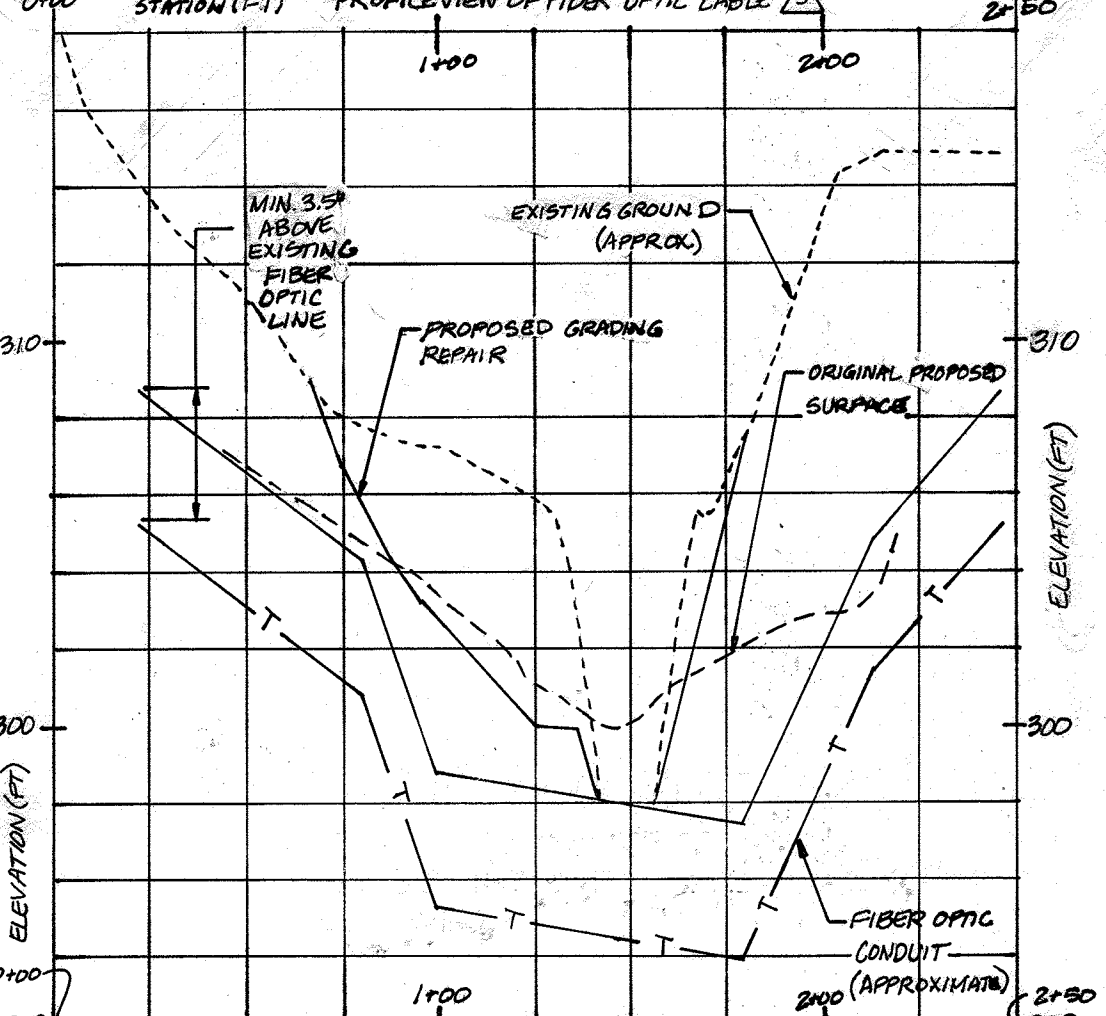 STATION (FT) PROFILE VIEW OF FIBER OPTIC CABLE
2+50
1+00
2+00
MIN. 3.5'
ABOVE
EXISTING
FIBER
OPTIC
LINE
EXISTING GROUND
(APPROX.)
310
PROPOSED GRADING
REPAIR
310
ORIGINAL PROPOSED
SURFACE
ELEVATION (FT)
300
300
ELEVATION (FT)
T
T
T
T
T
T
T
FIBER OPTIC
CONDUIT
(APPROXIMATE)
0+00
1+00
2+00
2+50